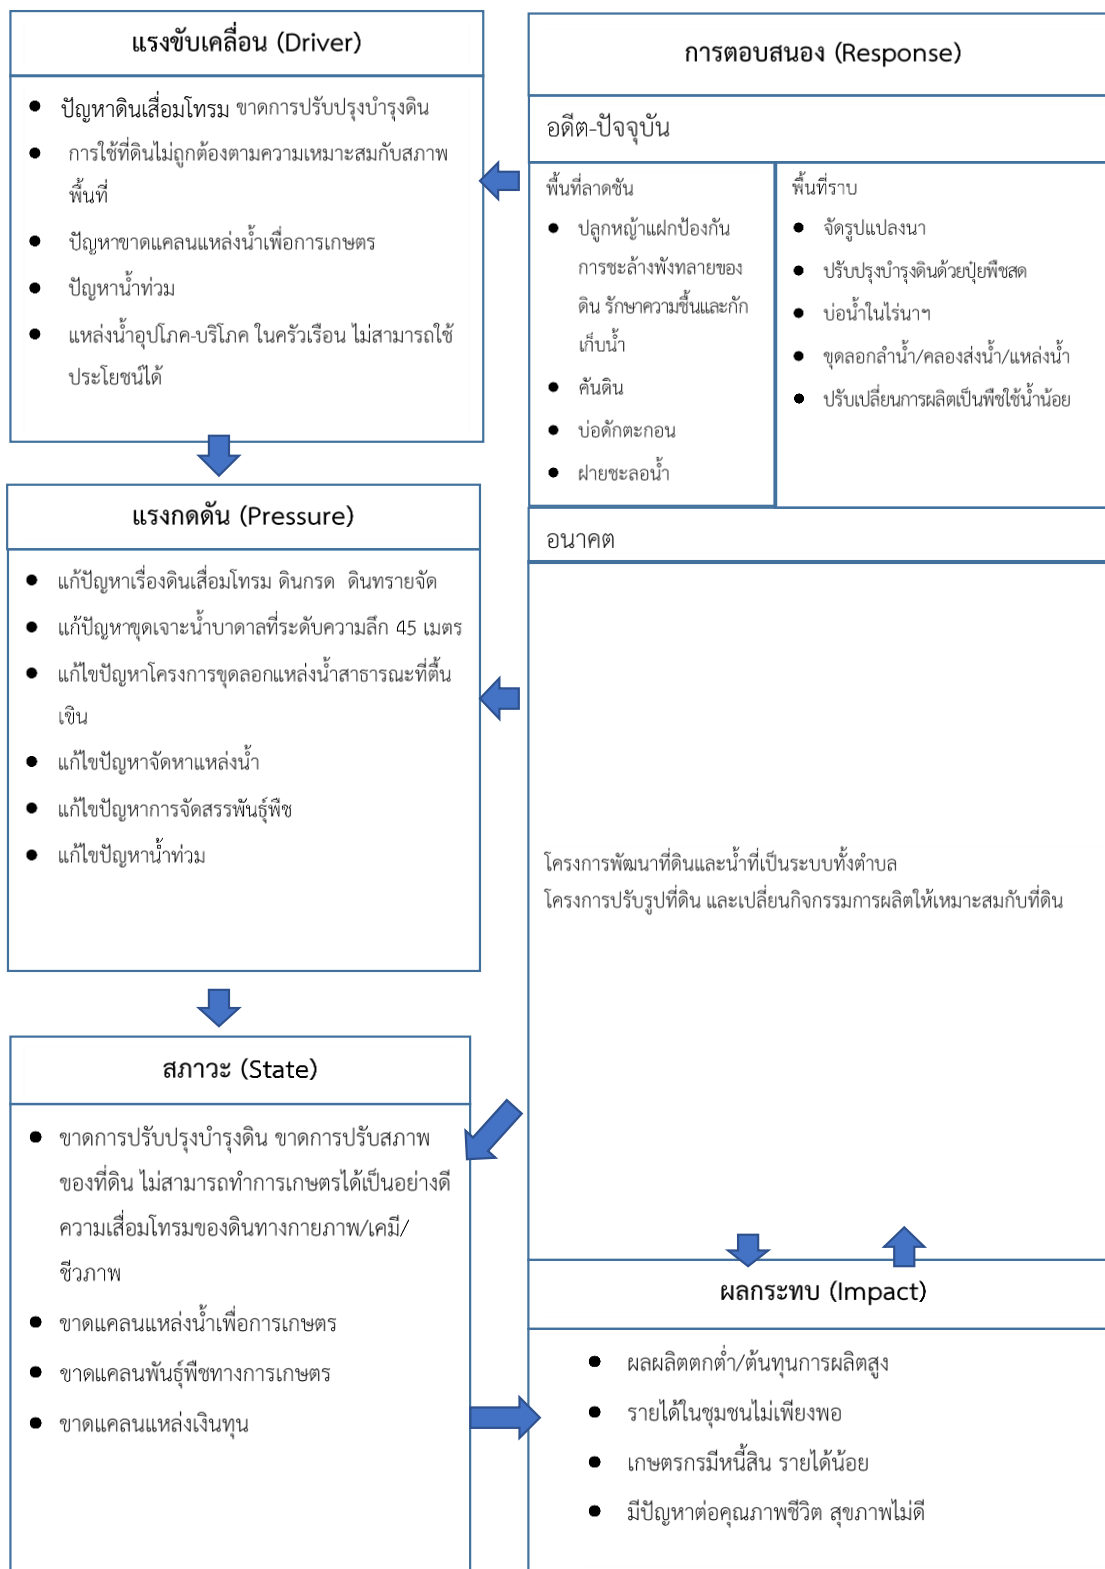 แรงขับเคลื่อน (Driver)
ปัญหาดินเสื่อมโทรม ขาดการปรับปรุงบำรุงดิน
การใช้ที่ดินไม่ถูกต้องตามความเหมาะสมกับสภาพ
พื้นที่
ปัญหาขาดแคลนแหล่งน้ำเพื่อการเกษตร
ปัญหาน้ำท่วม
แหล่งน้ำอุปโภค-บริโภค ในครัวเรือน ไม่สามารถใช้
ประโยชน์ได้
แรงกดดัน (Pressure)
แก้ปัญหาเรื่องดินเสื่อมโทรม ดินกรด ดินทรายจัด
แก้ปัญหาขุดเจาะน้ำบาดาลที่ระดับความลึก 45 เมตร
แก้ไขปัญหาโครงการขุดลอกแหล่งน้ำสาธารณะที่ตื้น
เขิน
แก้ไขปัญหาจัดหาแหล่งน้ำ
แก้ไขปัญหาการจัดสรรพันธุ์พืช
แก้ไขปัญหาน้ำท่วม
สภาวะ (State)
ขาดการปรับปรุงบำรุงดิน ขาดการปรับสภาพ
ของที่ดิน ไม่สามารถทำการเกษตรได้เป็นอย่างดี
ความเสื่อมโทรมของดินทางกายภาพ/เคมี/
ชีวภาพ
ขาดแคลนแหล่งน้ำเพื่อการเกษตร
ขาดแคลนพันธุ์พืชทางการเกษตร
ขาดแคลนแหล่งเงินทุน
การตอบสนอง (Response)
อดีต-ปัจจุบัน
พื้นที่ลาดชัน
ปลูกหญ้าแฝกป้องกัน
การชะล้างพังทลายของ
ดิน รักษาความชื้นและกัก
เก็บน้ำ
คันดิน
บ่อดักตะกอน
ฝายชะลอน้ำ
พื้นที่ราบ
จัดรูปแปลงนา
ปรับปรุงบำรุงดินด้วยปุ๋ยพืชสด
บ่อน้ำในไร่นาฯ
ขุดลอกลำน้ำ/คลองส่งน้ำ/แหล่งน้ำ
ปรับเปลี่ยนการผลิตเป็นพืชใช้น้ำน้อย
อนาคต
โครงการพัฒนาที่ดินและน้ำที่เป็นระบบทั้งตำบล
โครงการปรับรูปที่ดิน และเปลี่ยนกิจกรรมการผลิตให้เหมาะสมกับที่ดิน
ผลกระทบ (Impact)
ผลผลิตตกต่ำ/ต้นทุนการผลิตสูง
รายได้ในชุมชนไม่เพียงพอ
เกษตรกรมีหนี้สิน รายได้น้อย
มีปัญหาต่อคุณภาพชีวิต สุขภาพไม่ดี